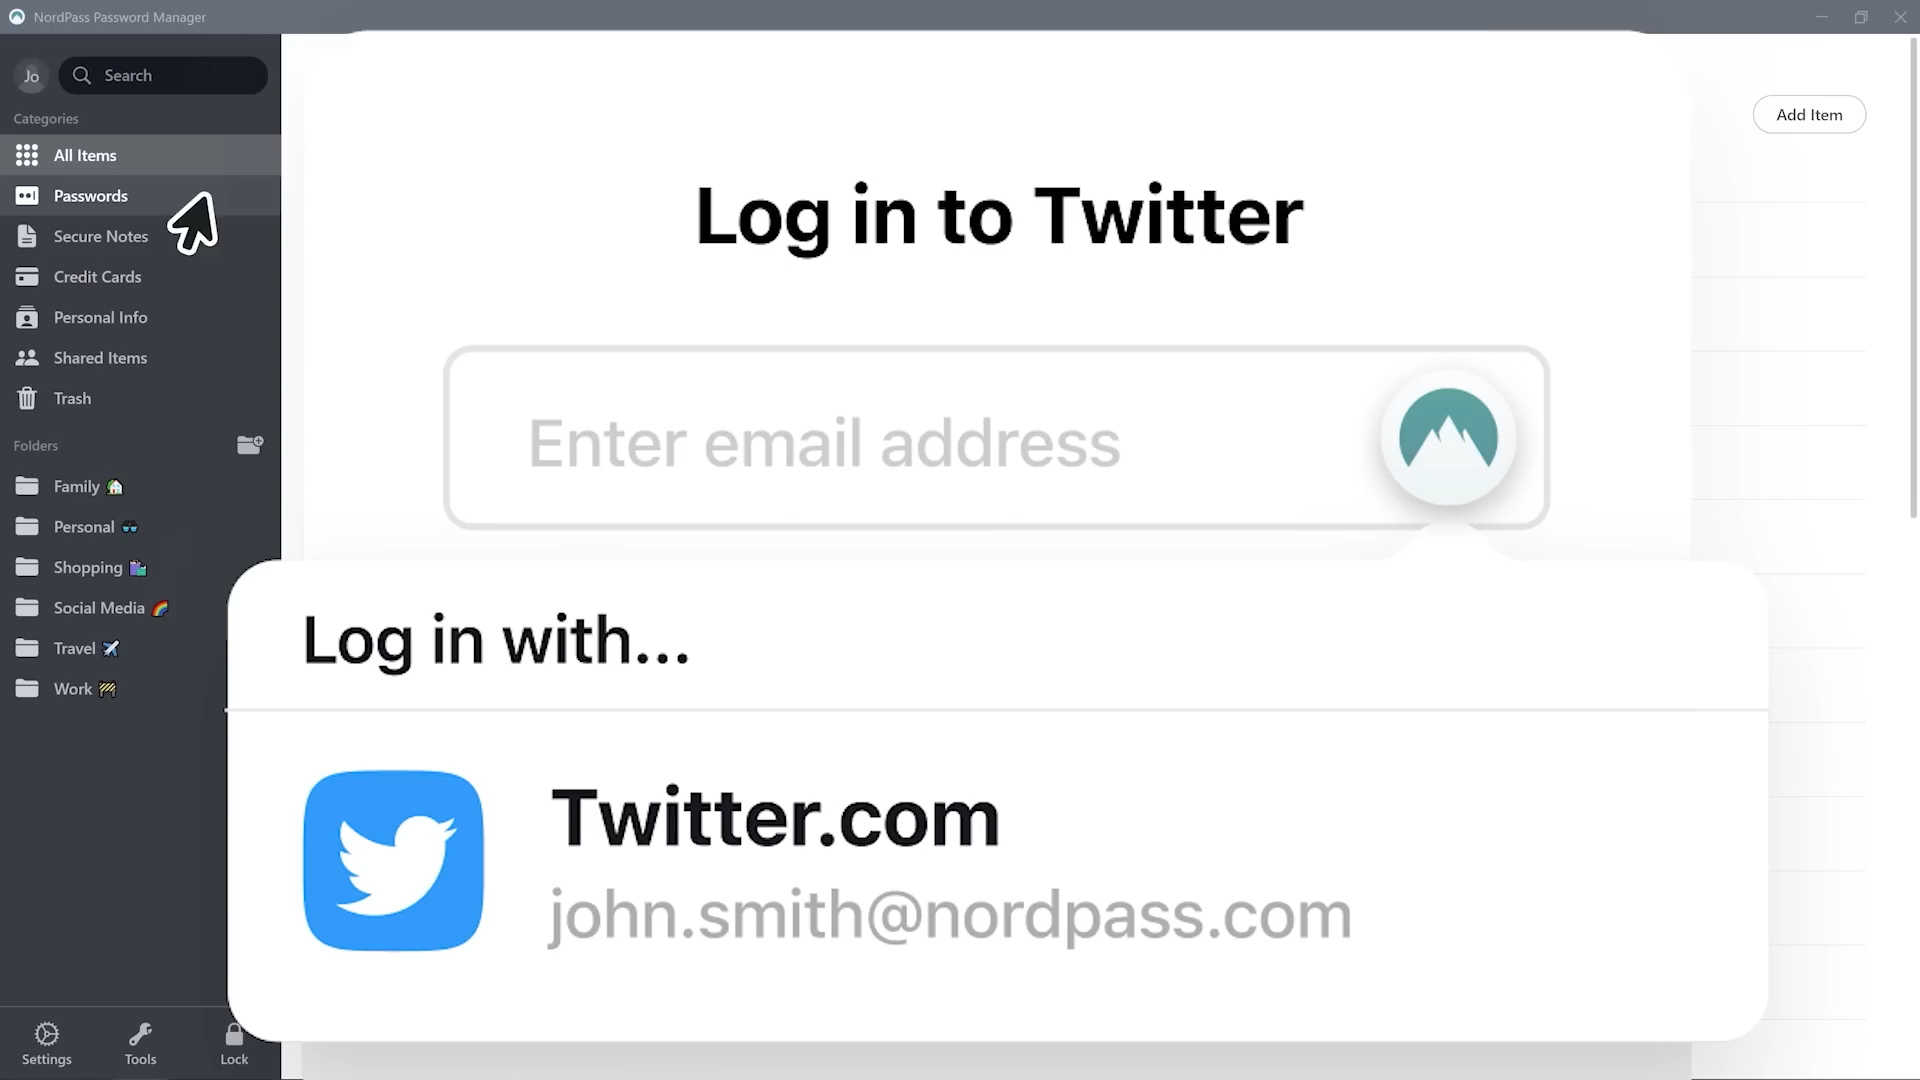 NordPass Password Manager
Jo
Search
Categories
All Items
Passwords
Secure Notes
Credit Cards
Personal Info
Shared Items
Trash
Folders
Family
Personal
Shopping
Social Media
Travel
Work
Settings
Tools
Lock
Add Item
Log in to Twitter
Enter email address
Log in with...
Twitter.com
john.smith@nordpass.com